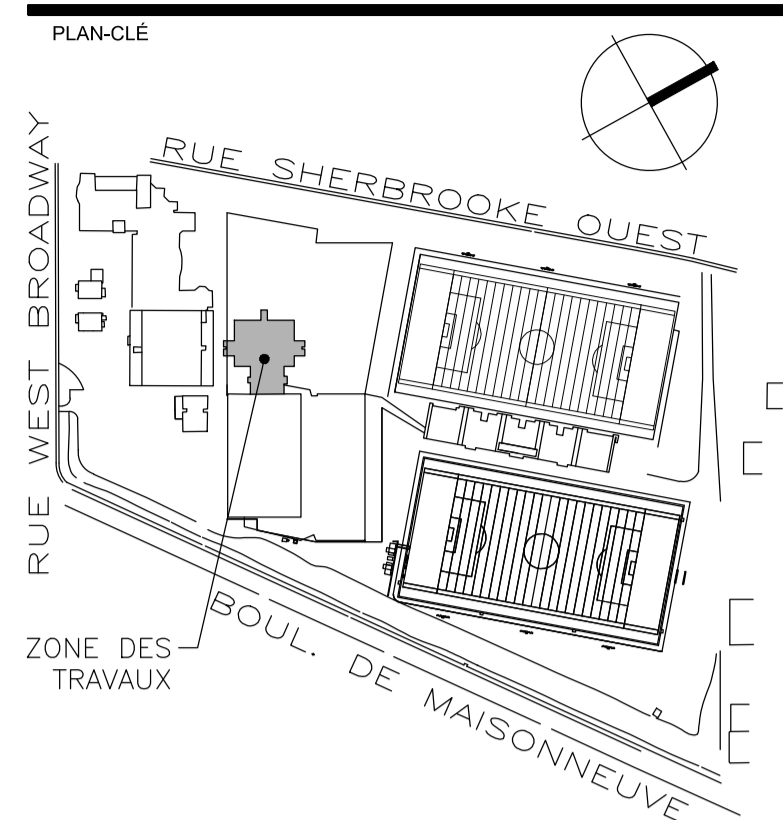 PLAN-CLÉ
RUE SHERBROOKE OUEST
RUE WEST BROADWAY
ZONE DES
TRAVAUX
BOUL. DE MAISONNEUVE